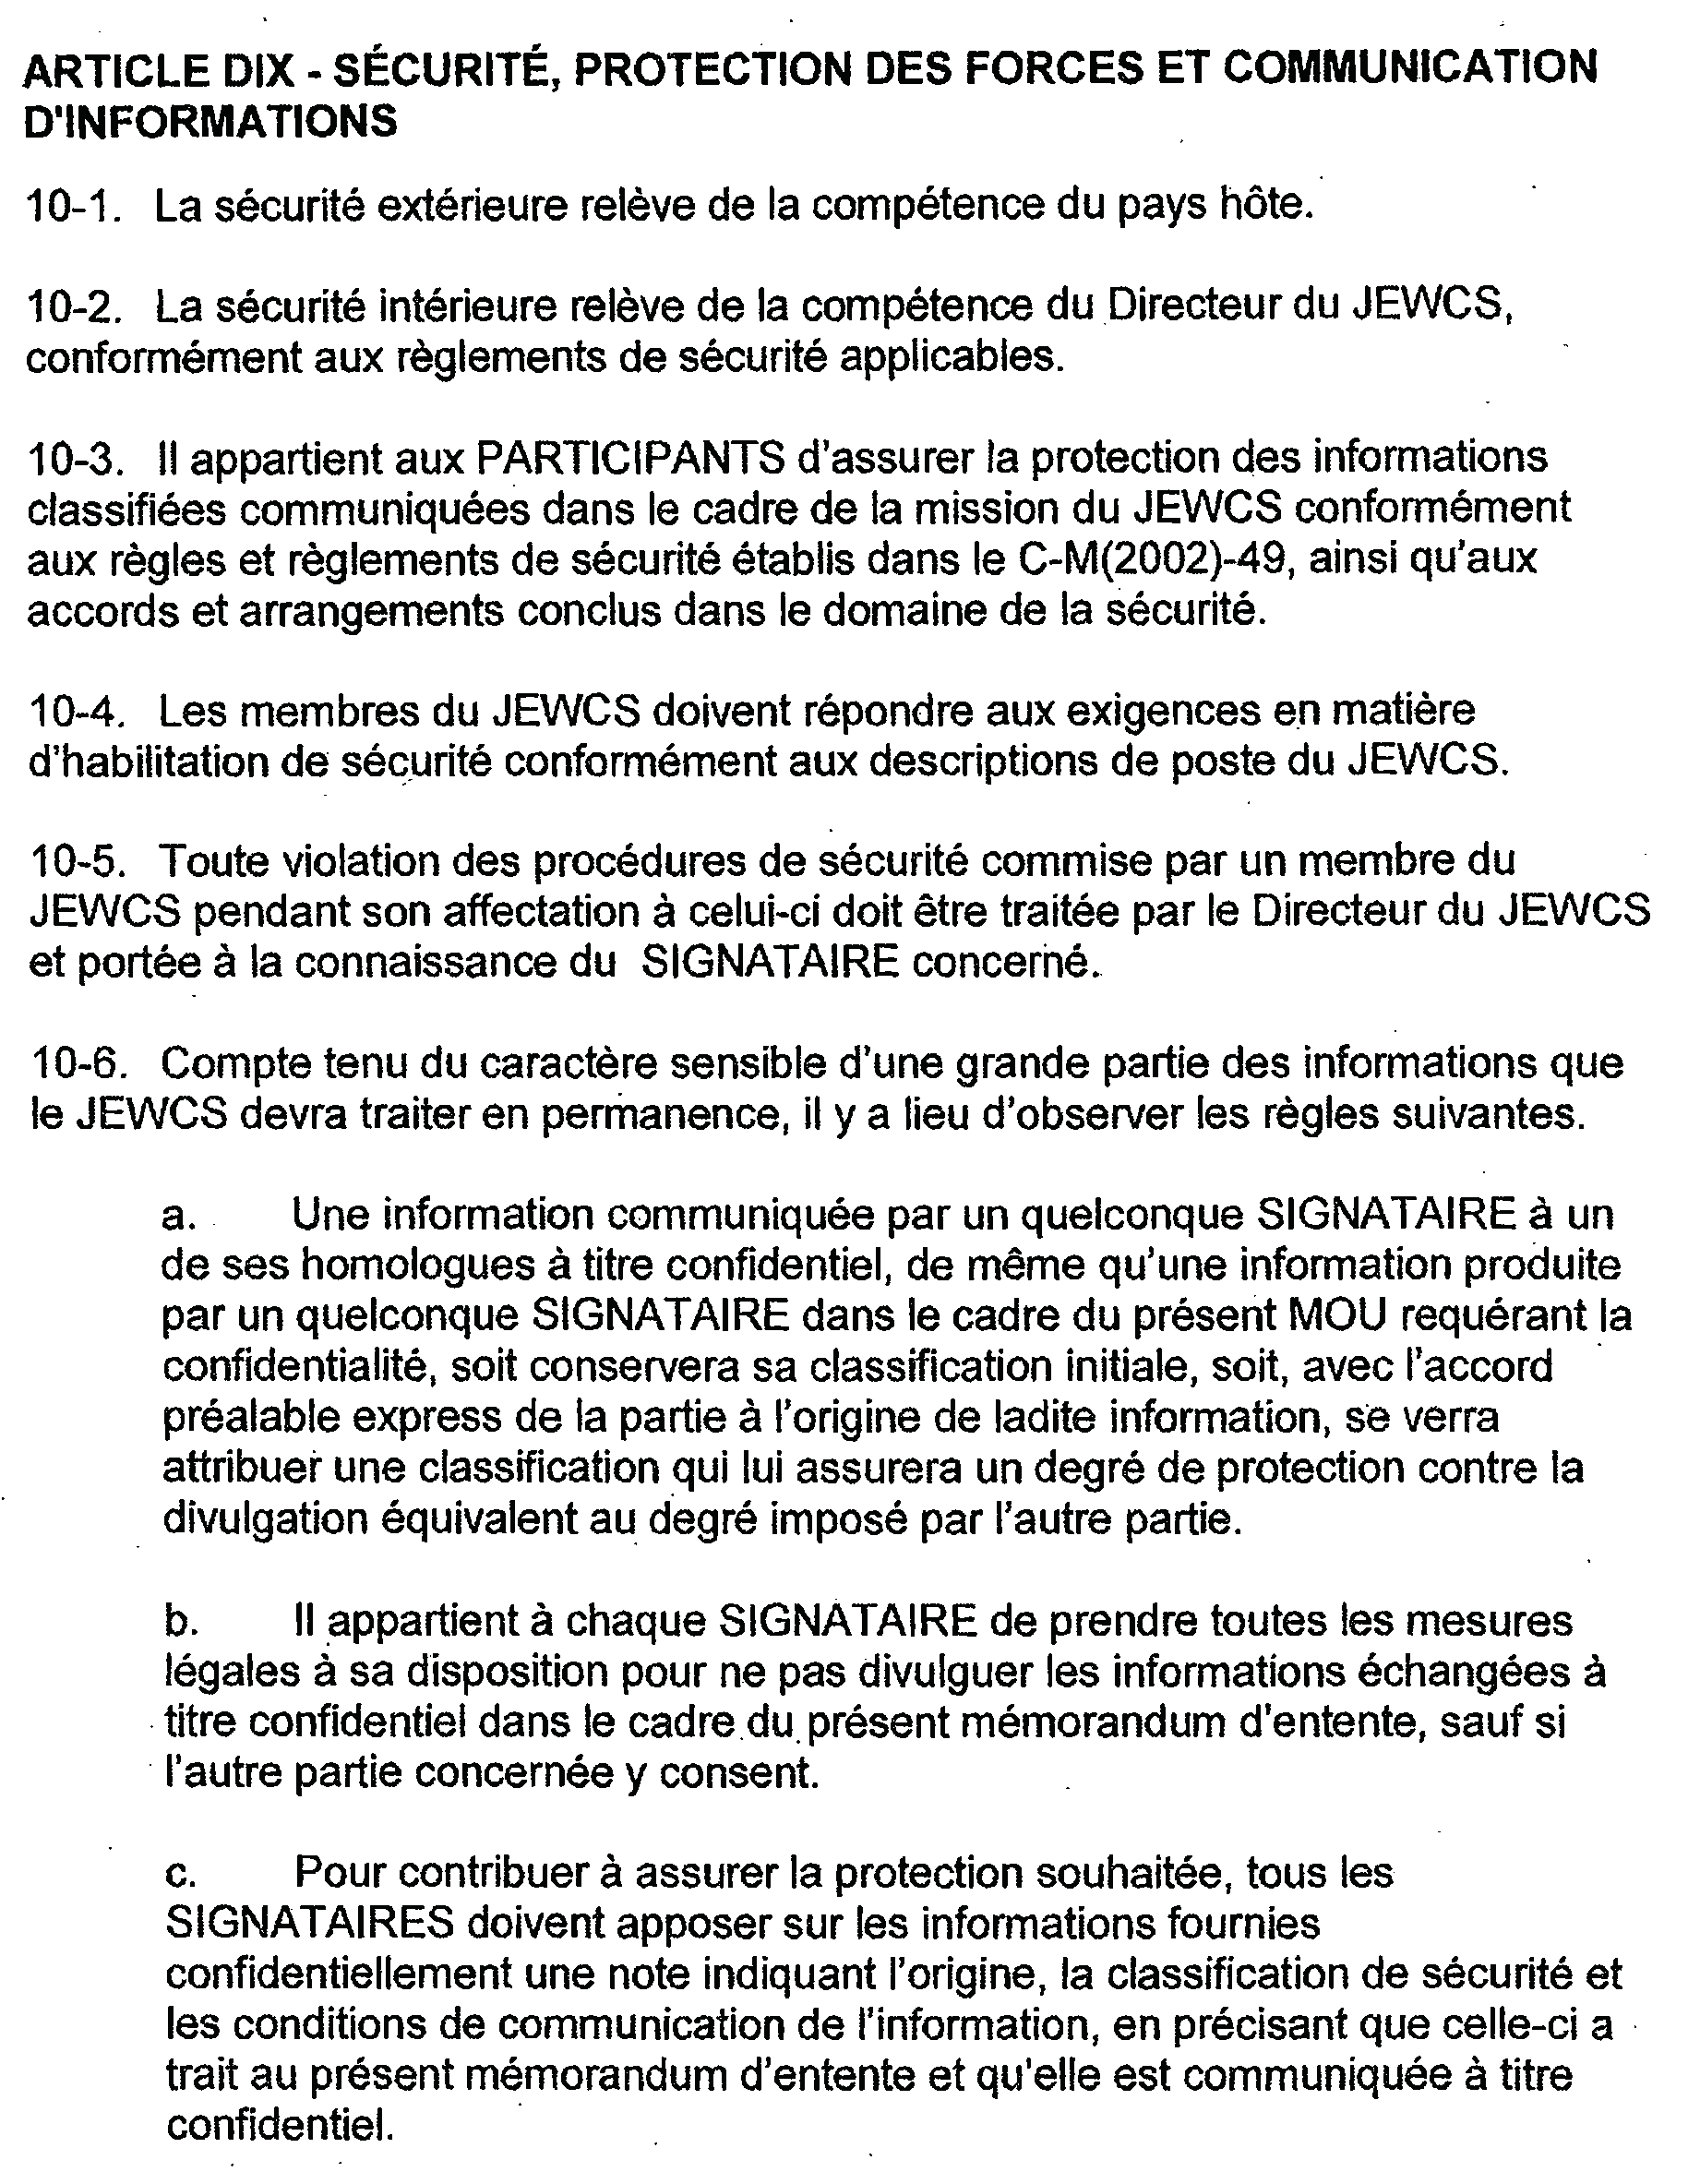 ARTICLE DIX - SÉCURITÉ, PROTECTION DES FORCES ET COMMUNICATION
D'INFORMATIONS
10-1. La sécurité extérieure relève de la compétence du pays hôte.
10-2. La sécurité intérieure relève de la compétence du Directeur du JEWCS,
conformément aux règlements de sécurité applicables.
10-3. Il appartient aux PARTICIPANTS d'assurer la protection des informations
classifiées communiquées dans le cadre de la mission du JEWCS conformément
aux règles et règlements de sécurité établis dans le C-M(2002)-49, ainsi qu'aux
accords et arrangements conclus dans le domaine de la sécurité.
10-4. Les membres du JEWCS doivent répondre aux exigences en matière
d'habilitation de sécurité conformément aux descriptions de poste du JEWCS.
10-5. Toute violation des procédures de sécurité commise par un membre du
JEWCS pendant son affectation à celui-ci doit être traitée par le Directeur du JEWCS
et portée à la connaissance du SIGNATAIRE concerné.
10-6. Compte tenu du caractère sensible d'une grande partie des informations que
le JEWCS devra traiter en permanence, il y a lieu d'observer les règles suivantes.
a. Une information communiquée par un quelconque SIGNATAIRE à un
de ses homologues à titre confidentiel, de même qu'une information produite
par un quelconque SIGNATAIRE dans le cadre du présent MOU requérant la
confidentialité, soit conservera sa classification initiale, soit, avec l'accord
préalable express de la partie à l'origine de ladite information, se verra
attribuer une classification qui lui assurera un degré de protection contre la
divulgation équivalent au degré imposé par l'autre partie.
b. Il appartient à chaque SIGNATAIRE de prendre toutes les mesures
légales à sa disposition pour ne pas divulguer les informations échangées à
titre confidentiel dans le cadre du présent mémorandum d'entente, sauf si
l'autre partie concernée y consent.
c. Pour contribuer à assurer la protection souhaitée, tous les
SIGNATAIRES doivent apposer sur les informations fournies
confidentiellement une note indiquant l'origine, la classification de sécurité et
les conditions de communication de l'information, en précisant que celle-ci a
trait au présent mémorandum d'entente et qu'elle est communiquée à titre
confidentiel.